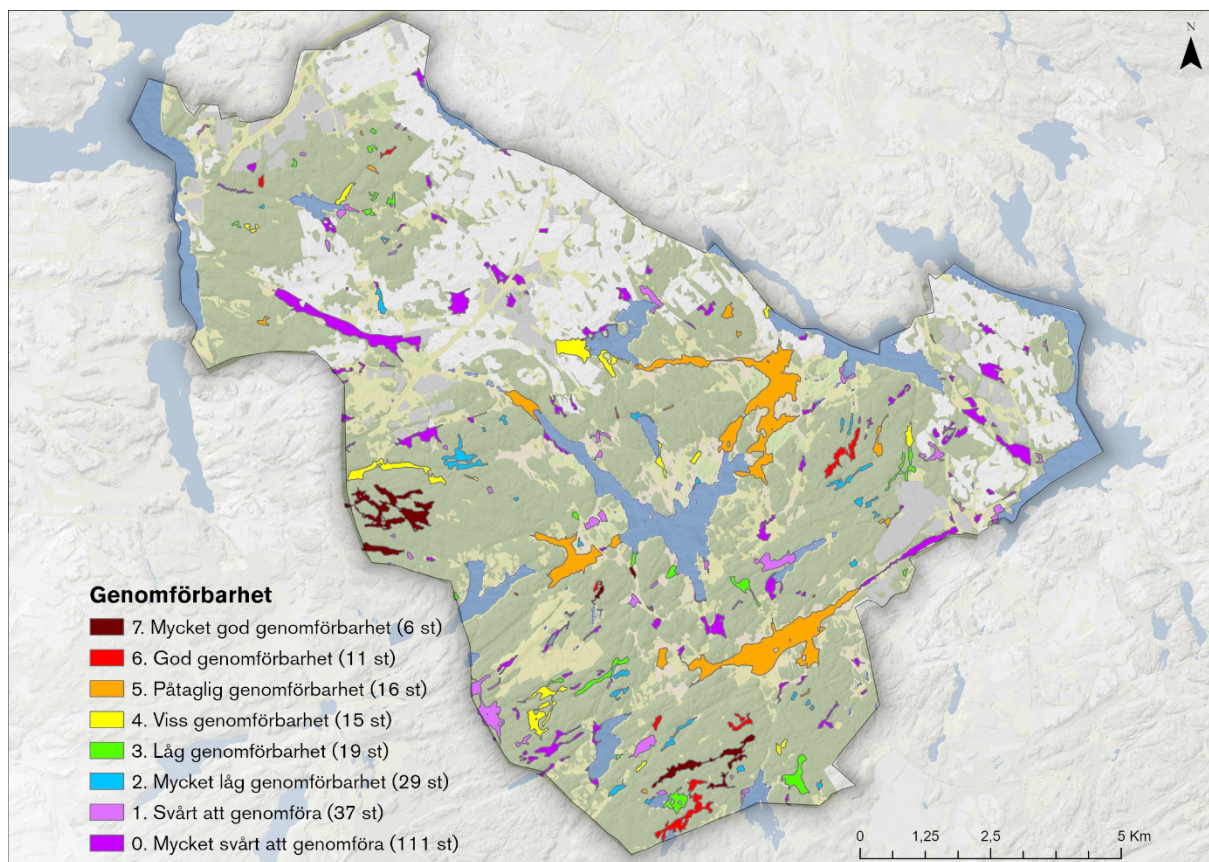 N
Genomförbarhet
7. Mycket god genomförbarhet (6 st)
6. God genomförbarhet (11 st)
5. Påtaglig genomförbarhet (16 st)
4. Viss genomförbarhet (15 st)
3. Låg genomförbarhet (19 st)
2. Mycket låg genomförbarhet (29 st)
1. Svårt att genomföra (37 st)
0. Mycket svårt att genomföra (111 st)
0 1,25 2,5 5 Km